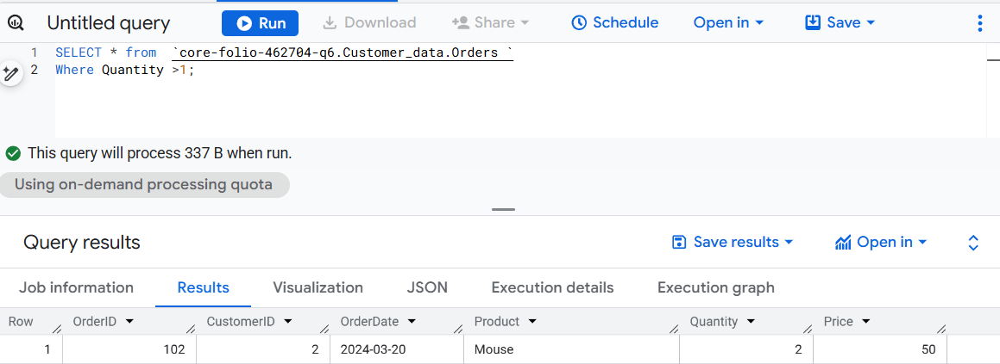 Untitled query Run Download Share Schedule Open in Save
1 SELECT * from `core-folio-462704-q6.Customer_data.Orders `
2 Where Quantity >1;
This query will process 337 B when run.
Using on-demand processing quota
Query results Save results Open in
Job information Results Visualization JSON Execution details Execution graph
Row OrderID CustomerID OrderDate Product Quantity Price
1 102 2 2024-03-20 Mouse 2 50